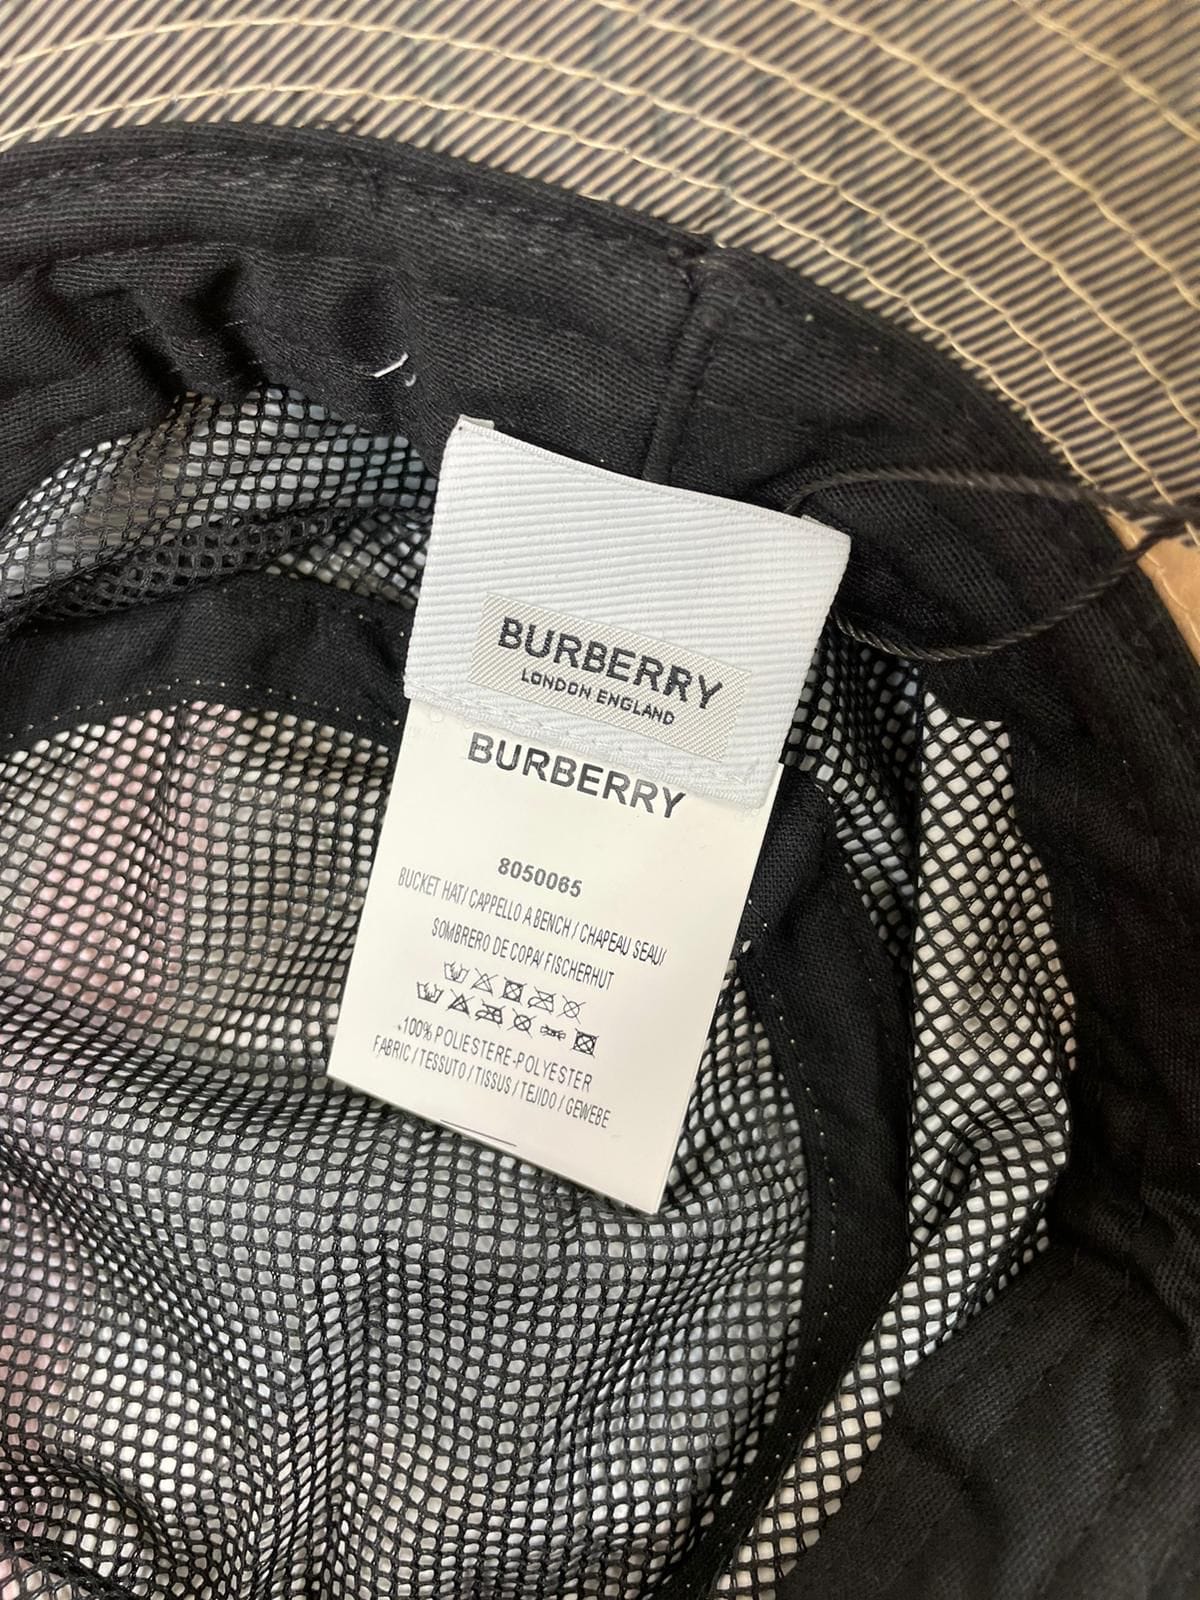 BURBERRY
LONDON ENGLAND
BURBERRY
8050065
BUCKET HAT/ CAPPELLO A BENCH / CHAPEAU SEAU/
SOMBRERO DE COPA/ FISCHERHUT
100% POLIESTERE-POLYESTER
FABRIC / TESSUTO / TISSUS / TEJIDO / GEWEBE